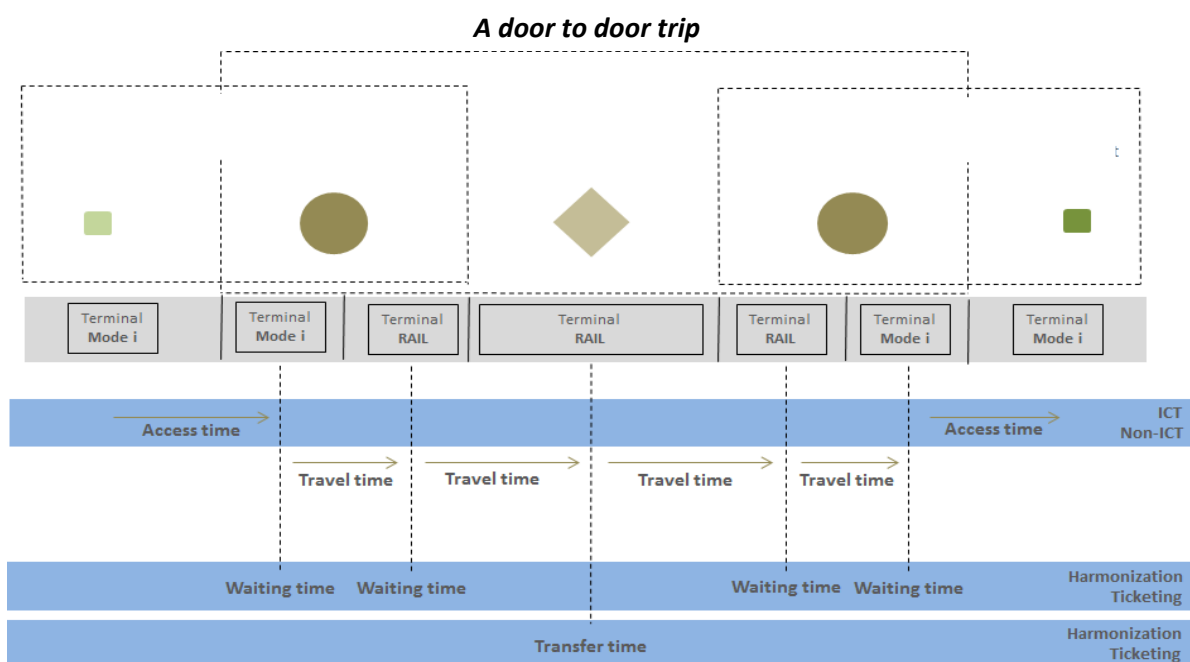 A door to door trip
t
Terminal
Mode i
Terminal
Mode i
Terminal
RAIL
Terminal
RAIL
Terminal
RAIL
Terminal
Mode i
Terminal
Mode i
Access time
Access time
ICT
Non-ICT
Travel time
Travel time
Travel time
Travel time
Waiting time
Waiting time
Waiting time
Waiting time
Harmonization
Ticketing
Transfer time
Harmonization
Ticketing